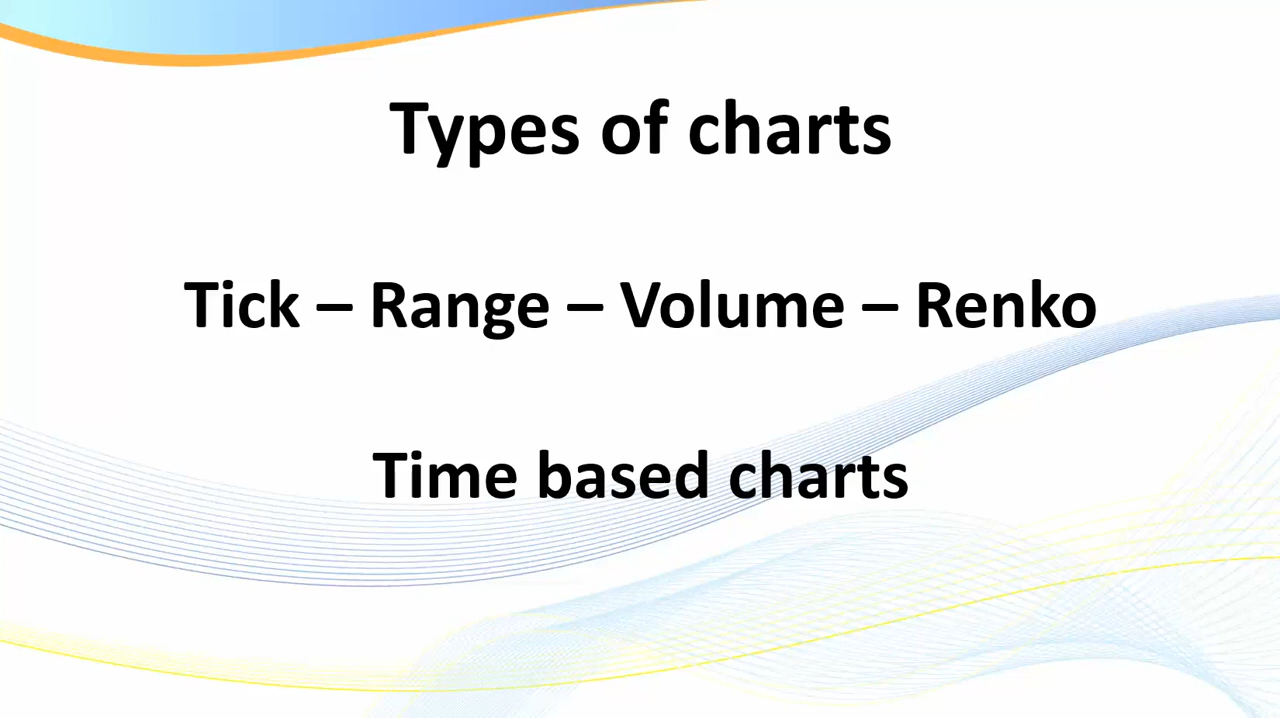 Types of charts
Tick – Range – Volume – Renko
Time based charts